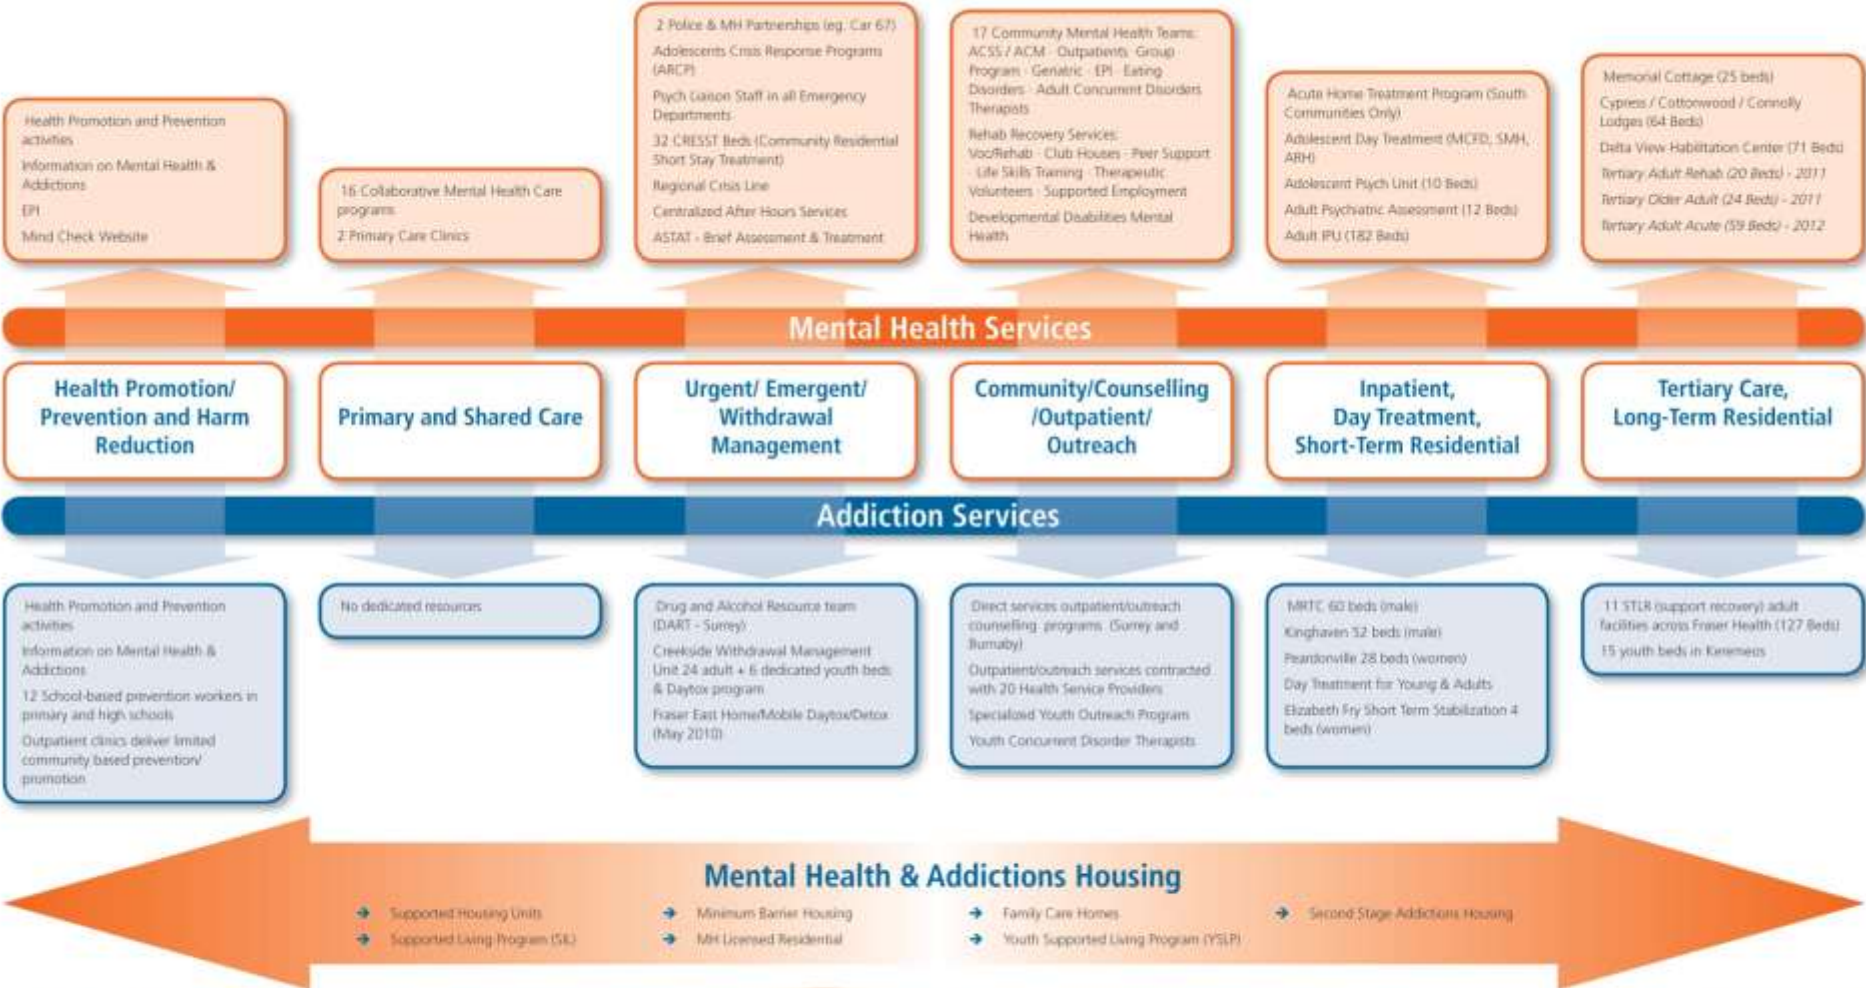 Health Promotion and Prevention
activities
Information on Mental Health &
Addictions
EPI
Mind Check Website
16 Collaborative Mental Health Care
programs
2 Primary Care Clinics
2 Police & MH Partnerships (eg. Car 67)
Adolescents Crisis Response Programs
(ARCP)
Psych Liaison Staff in all Emergency
Departments
32 CRESST Beds (Community Residential
Short Stay Treatment)
Regional Crisis Line
Centralized After Hours Services
ASTAT - Brief Assessment & Treatment
17 Community Mental Health Teams:
ACSS / ACM · Outpatients · Group
Program · Geriatric · EPI · Eating
Disorders · Adult Concurrent Disorders
Therapists
Rehab Recovery Services:
Voc/Rehab · Club Houses · Peer Support
· Life Skills Training · Therapeutic
Volunteers · Supported Employment
Developmental Disabilities Mental
Health
Acute Home Treatment Program (South
Communities Only)
Adolescent Day Treatment (MCFD, SMH,
ARH)
Adolescent Psych Unit (10 Beds)
Adult Psychiatric Assessment (12 Beds)
Adult IPU (182 Beds)
Memorial Cottage (25 beds)
Cypress / Cottonwood / Connolly
Lodges (64 Beds)
Delta View Habilitation Center (71 Beds)
Tertiary Adult Rehab (20 Beds) - 2011
Tertiary Older Adult (24 Beds) - 2011
Tertiary Adult Acute (59 Beds) - 2012
Mental Health Services
Health Promotion/
Prevention and Harm
Reduction
Primary and Shared Care
Urgent/ Emergent/
Withdrawal
Management
Community/Counselling
/Outpatient/
Outreach
Inpatient,
Day Treatment,
Short-Term Residential
Tertiary Care,
Long-Term Residential
Addiction Services
Health Promotion and Prevention
activities
Information on Mental Health &
Addictions
12 School-based prevention workers in
primary and high schools
Outpatient clinics deliver limited
community based prevention/
promotion
No dedicated resources
Drug and Alcohol Resource team
(DART - Surrey)
Creekside Withdrawal Management
Unit 24 adult + 6 dedicated youth beds
& Daytox program
Fraser East Home/Mobile Daytox/Detox
(May 2010)
Direct services outpatient/outreach
counselling programs (Surrey and
Burnaby)
Outpatient/outreach services contracted
with 20 Health Service Providers
Specialized Youth Outreach Program
Youth Concurrent Disorder Therapists
MRTC 60 beds (male)
Kinghaven 52 beds (male)
Peardonville 28 beds (women)
Day Treatment for Young & Adults
Elizabeth Fry Short Term Stabilization 4
beds (women)
11 STLR (support recovery) adult
facilities across Fraser Health (127 Beds)
15 youth beds in Keremeos
Mental Health & Addictions Housing
Supported Housing Units
Supported Living Program (SIL)
Minimum Barrier Housing
MH Licensed Residential
Family Care Homes
Youth Supported Living Program (YSLP)
Second Stage Addictions Housing